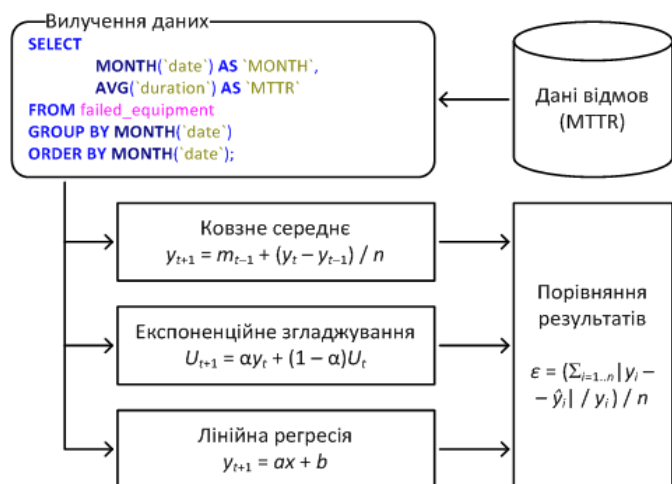 Вилучення даних
SELECT
MONTH(`date`) AS `MONTH`,
AVG(`duration`) AS `MTTR`
FROM failed_equipment
GROUP BY MONTH(`date`)
ORDER BY MONTH(`date`);
Дані відмов
(MTTR)
Ковзне середнє
yₜ₊₁ = mₜ₋₁ + (yₜ – yₜ₋₁) / n
Експоненційне згладжування
Uₜ₊₁ = αyₜ + (1 – α)Uₜ
Лінійна регресія
yₜ₊₁ = ax + b
Порівняння
результатів
ε = (Σᵢ₌₁..ₙ|yᵢ –
– ŷᵢ| / yᵢ) / n